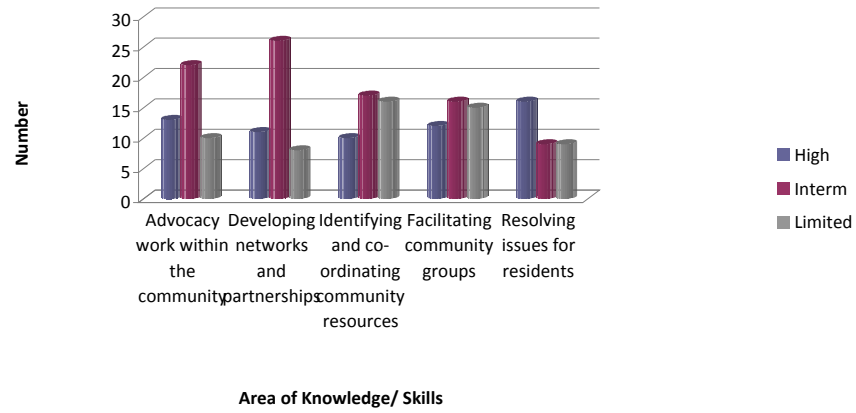 30
25
20
15
10
5
0
Number
Advocacy work within the community
Developing networks and partnerships
Identifying and co-ordinating community resources
Facilitating community groups
Resolving issues for residents
High
Interm
Limited
Area of Knowledge/ Skills